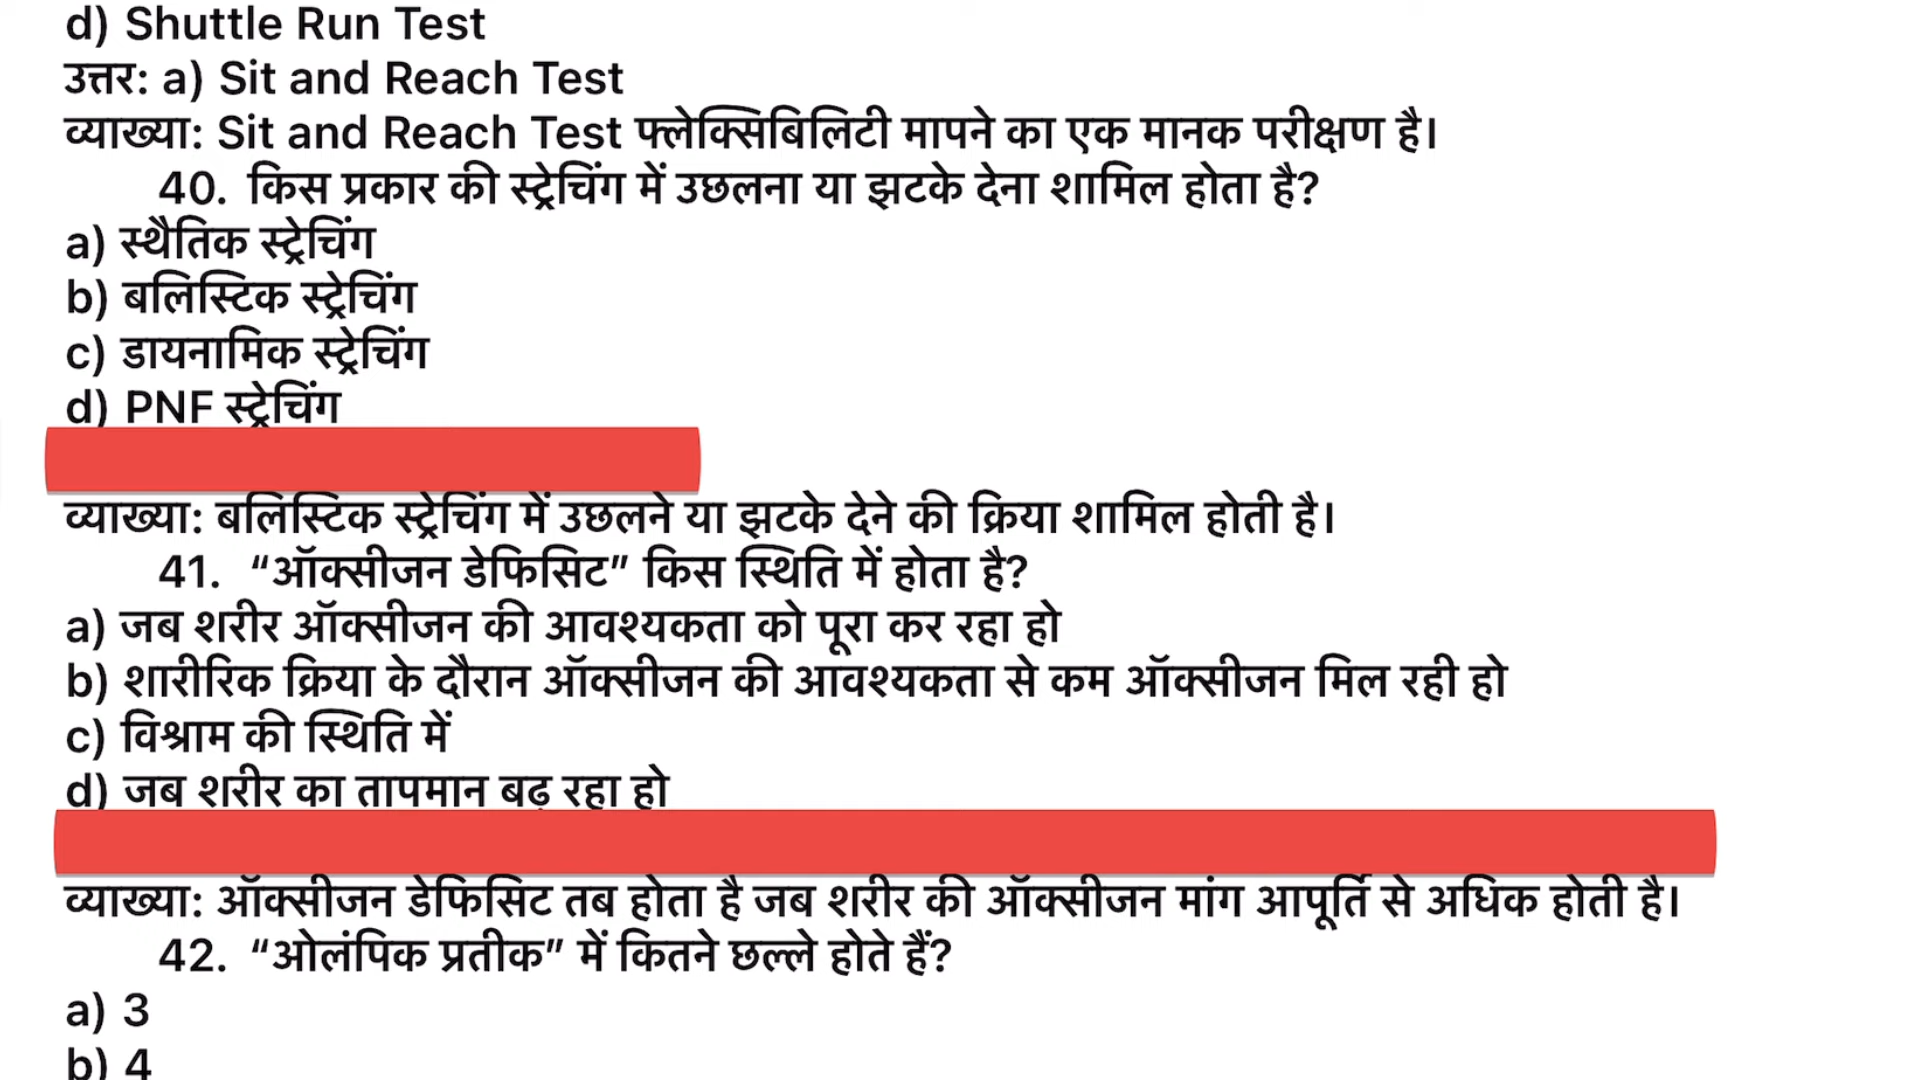 d) Shuttle Run Test
उत्तर: a) Sit and Reach Test
व्याख्या: Sit and Reach Test फ्लेक्सिबिलिटी मापने का एक मानक परीक्षण है।
40. किस प्रकार की स्ट्रेचिंग में उछलना या झटके देना शामिल होता है?
a) स्थैतिक स्ट्रेचिंग
b) बलिस्टिक स्ट्रेचिंग
c) डायनामिक स्ट्रेचिंग
d) PNF स्ट्रेचिंग
व्याख्या: बलिस्टिक स्ट्रेचिंग में उछलने या झटके देने की क्रिया शामिल होती है।
41. “ऑक्सीजन डेफिसिट” किस स्थिति में होता है?
a) जब शरीर ऑक्सीजन की आवश्यकता को पूरा कर रहा हो
b) शारीरिक क्रिया के दौरान ऑक्सीजन की आवश्यकता से कम ऑक्सीजन मिल रही हो
c) विश्राम की स्थिति में
d) जब शरीर का तापमान बढ़ रहा हो
व्याख्या: ऑक्सीजन डेफिसिट तब होता है जब शरीर की ऑक्सीजन मांग आपूर्ति से अधिक होती है।
42. “ओलंपिक प्रतीक” में कितने छल्ले होते हैं?
a) 3
b) 4